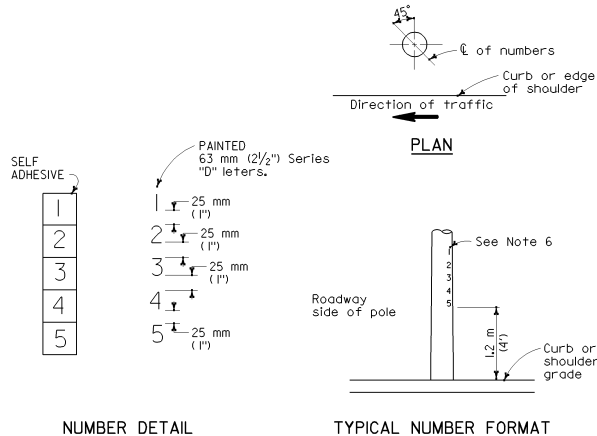 45°
℄ of numbers
Curb or edge
of shoulder
Direction of traffic
PLAN
SELF
ADHESIVE
1
2
3
4
5
PAINTED
63 mm (2 1/2") Series
"D" leters.
1
25 mm
(1")
2
25 mm
(1")
3
25 mm
(1")
4
5
25 mm
(1")
NUMBER DETAIL
See Note 6
1
2
3
4
5
Roadway
side of pole
1.2 m
(4')
Curb or
shoulder
grade
TYPICAL NUMBER FORMAT